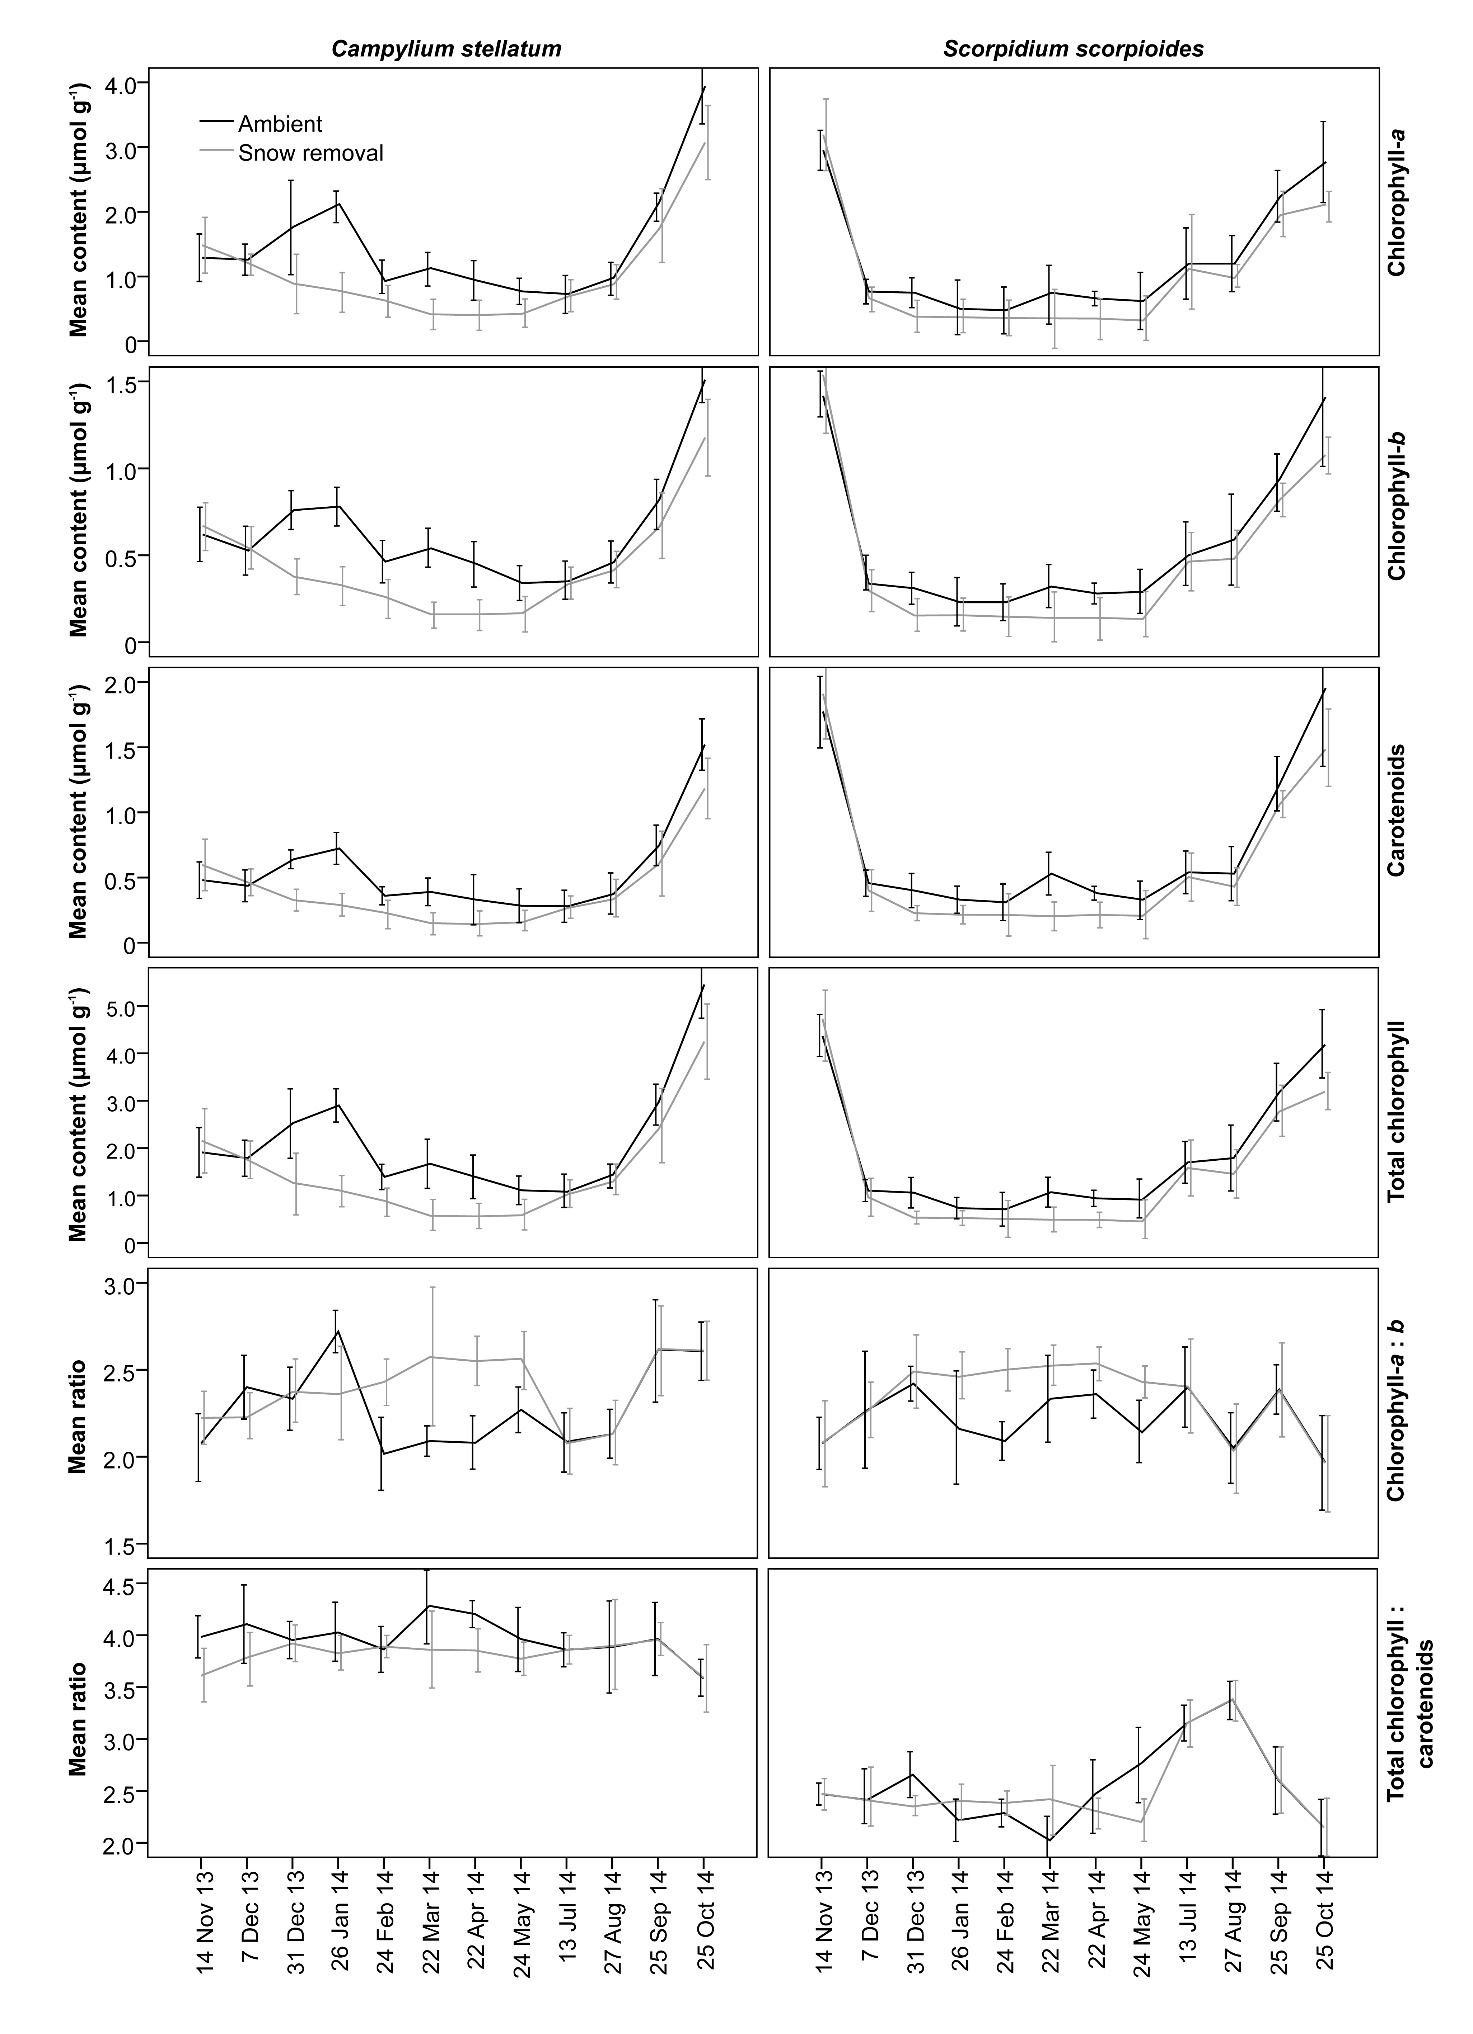 Campylium stellatum
Scorpidium scorpioides
Mean content (µmol g⁻¹)
4.0
3.0
2.0
1.0
0
Ambient
Snow removal
Chlorophyll-a
Mean content (µmol g⁻¹)
1.5
1.0
0.5
0
Chlorophyll-b
Mean content (µmol g⁻¹)
2.0
1.5
1.0
0.5
0
Carotenoids
Mean content (µmol g⁻¹)
5.0
4.0
3.0
2.0
1.0
0
Total chlorophyll
Mean ratio
3.0
2.5
2.0
1.5
Chlorophyll-a : b
Mean ratio
4.5
4.0
3.5
3.0
2.5
2.0
Total chlorophyll :
carotenoids
14 Nov 13
7 Dec 13
31 Dec 13
26 Jan 14
24 Feb 14
22 Mar 14
22 Apr 14
24 May 14
13 Jul 14
27 Aug 14
25 Sep 14
25 Oct 14
14 Nov 13
7 Dec 13
31 Dec 13
26 Jan 14
24 Feb 14
22 Mar 14
22 Apr 14
24 May 14
13 Jul 14
27 Aug 14
25 Sep 14
25 Oct 14